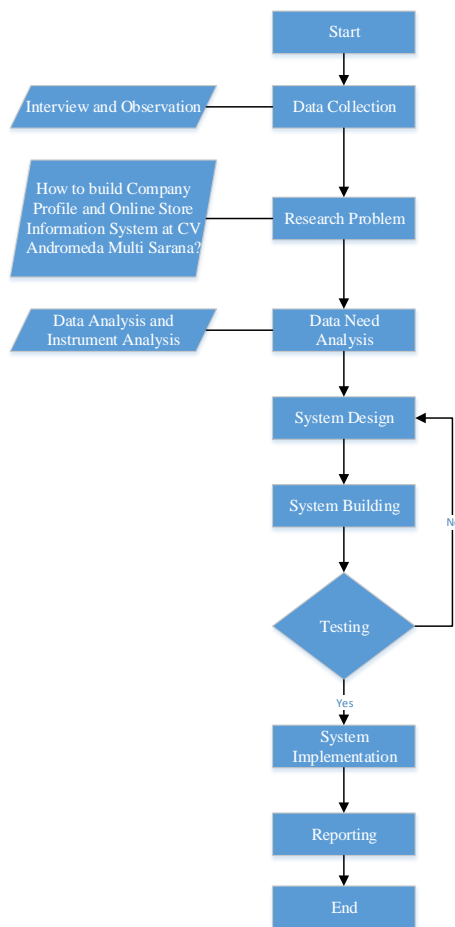 Start
Interview and Observation
Data Collection
How to build Company
Profile and Online Store
Information System at CV
Andromeda Multi Sarana?
Research Problem
Data Analysis and
Instrument Analysis
Data Need
Analysis
System Design
System Building
Testing
Yes
System
Implementation
Reporting
End